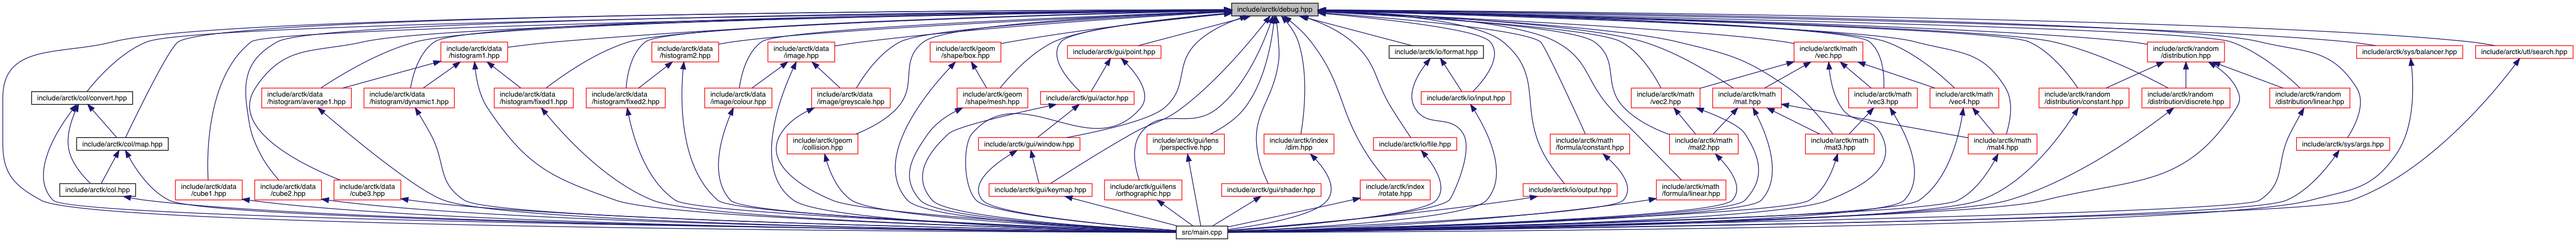 include/arctk/debug.hpp
include/arctk/data
/histogram1.hpp
include/arctk/data
/histogram2.hpp
include/arctk/data
/image.hpp
include/arctk/geom
/shape/box.hpp
include/arctk/gui/point.hpp
include/arctk/io/format.hpp
include/arctk/math
/vec.hpp
include/arctk/random
/distribution.hpp
include/arctk/sys/balancer.hpp
include/arctk/utl/search.hpp
include/arctk/col/convert.hpp
include/arctk/data
/histogram/average1.hpp
include/arctk/data
/histogram/dynamic1.hpp
include/arctk/data
/histogram/fixed1.hpp
include/arctk/data
/histogram/fixed2.hpp
include/arctk/data
/image/colour.hpp
include/arctk/data
/image/greyscale.hpp
include/arctk/geom
/shape/mesh.hpp
include/arctk/gui/actor.hpp
include/arctk/io/input.hpp
include/arctk/math
/vec2.hpp
include/arctk/math
/mat.hpp
include/arctk/math
/vec3.hpp
include/arctk/math
/vec4.hpp
include/arctk/random
/distribution/constant.hpp
include/arctk/random
/distribution/discrete.hpp
include/arctk/random
/distribution/linear.hpp
include/arctk/col/map.hpp
include/arctk/geom
/collision.hpp
include/arctk/gui/window.hpp
include/arctk/gui/lens
/perspective.hpp
include/arctk/index
/dim.hpp
include/arctk/io/file.hpp
include/arctk/math
/formula/constant.hpp
include/arctk/math
/mat2.hpp
include/arctk/math
/mat3.hpp
include/arctk/math
/mat4.hpp
include/arctk/sys/args.hpp
include/arctk/col.hpp
include/arctk/data
/cube1.hpp
include/arctk/data
/cube2.hpp
include/arctk/data
/cube3.hpp
include/arctk/gui/keymap.hpp
include/arctk/gui/lens
/orthographic.hpp
include/arctk/gui/shader.hpp
include/arctk/index
/rotate.hpp
include/arctk/io/output.hpp
include/arctk/math
/formula/linear.hpp
src/main.cpp